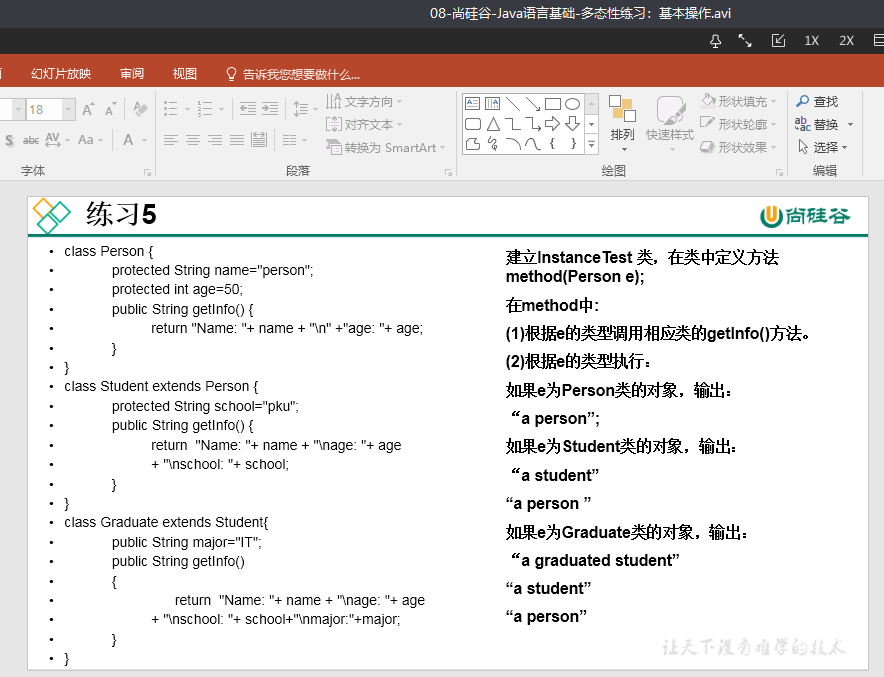 08-尚硅谷-Java语言基础-多态性练习：基本操作.avi
1X 2X
幻灯片放映 审阅 视图 告诉我您想要做什么...
18 A A 文字方向 形状填充 查找
对齐文本 排列 快速样式 形状轮廓 替换
S abc AV Aa A 转换为 SmartArt 形状效果 选择
字体 段落 绘图 编辑
练习5
尚硅谷
• class Person {
• protected String name="person";
• protected int age=50;
• public String getInfo() {
• return "Name: "+ name + "\n" +"age: "+ age;
• }
• }
• class Student extends Person {
• protected String school="pku";
• public String getInfo() {
• return "Name: "+ name + "\nage: "+ age
• + "\nschool: "+ school;
• }
• }
• class Graduate extends Student{
• public String major="IT";
• public String getInfo()
• {
• return "Name: "+ name + "\nage: "+ age
• + "\nschool: "+ school+"\nmajor:"+major;
• }
• }
建立InstanceTest 类，在类中定义方法
method(Person e);
在method中:
(1)根据e的类型调用相应类的getInfo()方法。
(2)根据e的类型执行：
如果e为Person类的对象，输出：
“a person”;
如果e为Student类的对象，输出：
“a student”
“a person ”
如果e为Graduate类的对象，输出：
“a graduated student”
“a student”
“a person”
让天下没有难学的技术